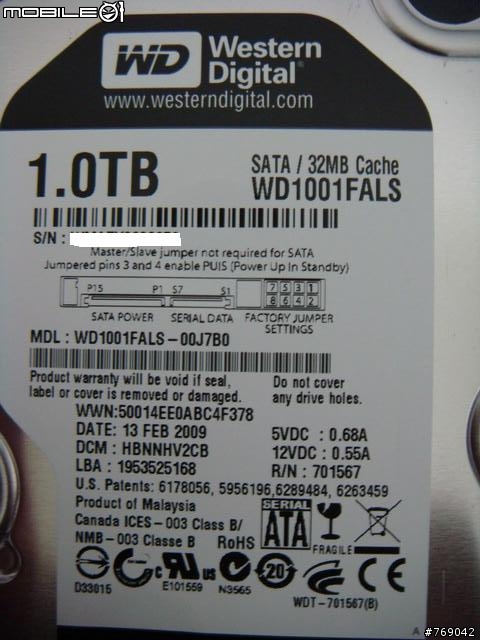 MOBILE01
WD Western Digital
www.westerndigital.com
1.0TB
SATA / 32MB Cache
WD1001FALS
S/N :
Master/Slave jumper not required for SATA
Jumpered pins 3 and 4 enable PUIS (Power Up In Standby)
P15 P1 S7 S1 7 5 3 1
8 6 4 2
SATA POWER SERIAL DATA FACTORY JUMPER SETTINGS
MDL : WD1001FALS-00J7B0
Product warranty will be void if seal,
label or cover is removed or damaged.
Do not cover
any drive holes.
WWN:50014EE0ABC4F378
DATE: 13 FEB 2009
DCM : HBNNHV2CB
LBA : 1953525168
5VDC : 0.68A
12VDC : 0.55A
R/N : 701567
U.S. Patents: 6178056, 5956196,6289484, 6263459
Product of Malaysia
Canada ICES-003 Class B/
NMB-003 Classe B
RoHS
SERIAL
ATA
FRAGILE
D33015
c UR us
E101559
N3565
20
CE
WDT-701567(B)
A
#769042